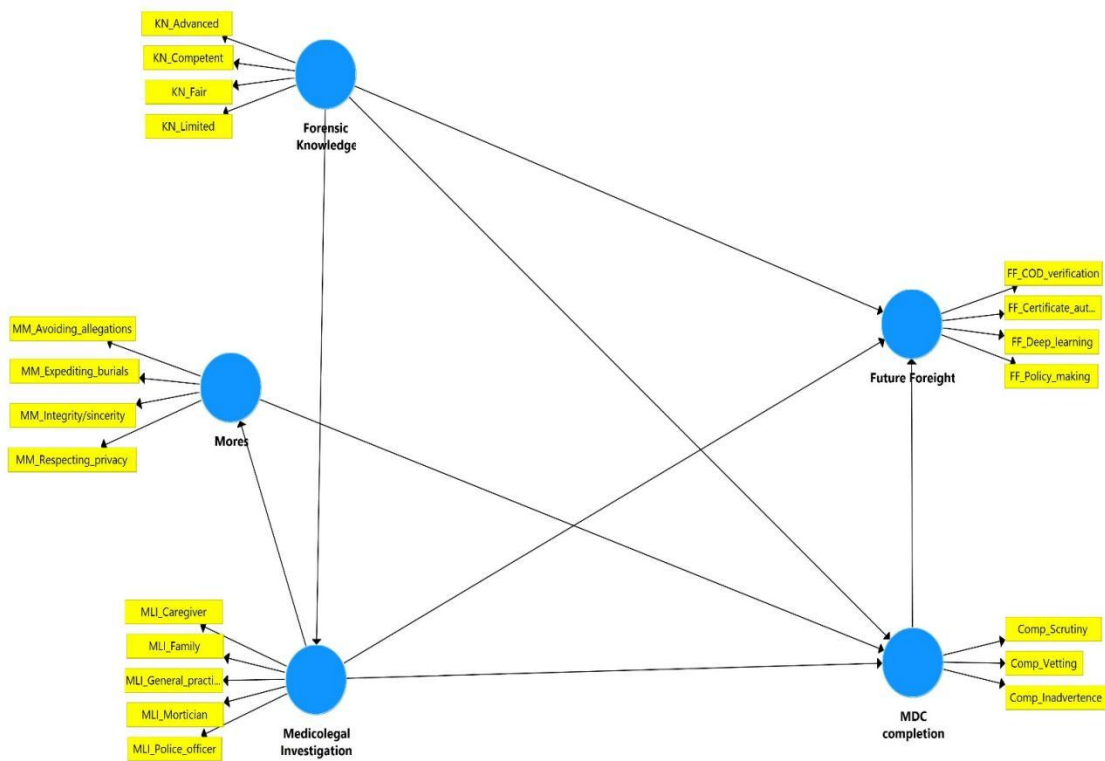 KN_Advanced
KN_Competent
KN_Fair
KN_Limited
Forensic
Knowledge
MM_Avoiding_allegations
MM_Expediting_burials
MM_Integrity/sincerity
MM_Respecting_privacy
Mores
FF_COD_verification
FF_Certificate_aut...
FF_Deep_learning
FF_Policy_making
Future Foreight
MLI_Caregiver
MLI_Family
MLI_General_practi...
MLI_Mortician
MLI_Police_officer
Medicolegal
Investigation
Comp_Scrutiny
Comp_Vetting
Comp_Inadvertence
MDC
completion